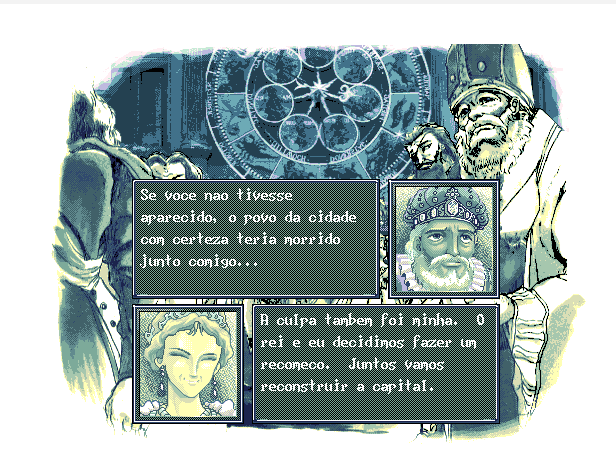 Se voce nao tivesse
aparecido, o povo da cidade
com certeza teria morrido
junto comigo...
A culpa tambem foi minha. O
rei e eu decidimos fazer um
recomeco. Juntos vamos
reconstruir a capital.